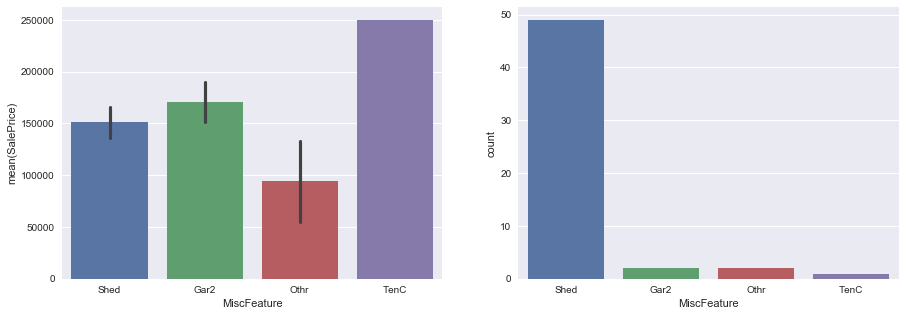 250000
200000
150000
100000
50000
0
mean(SalePrice)
Shed Gar2 Othr TenC
MiscFeature
50
40
30
20
10
0
count
Shed Gar2 Othr TenC
MiscFeature